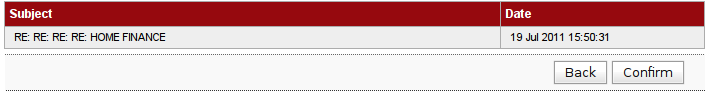 Subject Date
RE: RE: RE: RE: HOME FINANCE 19 Jul 2011 15:50:31
Back Confirm